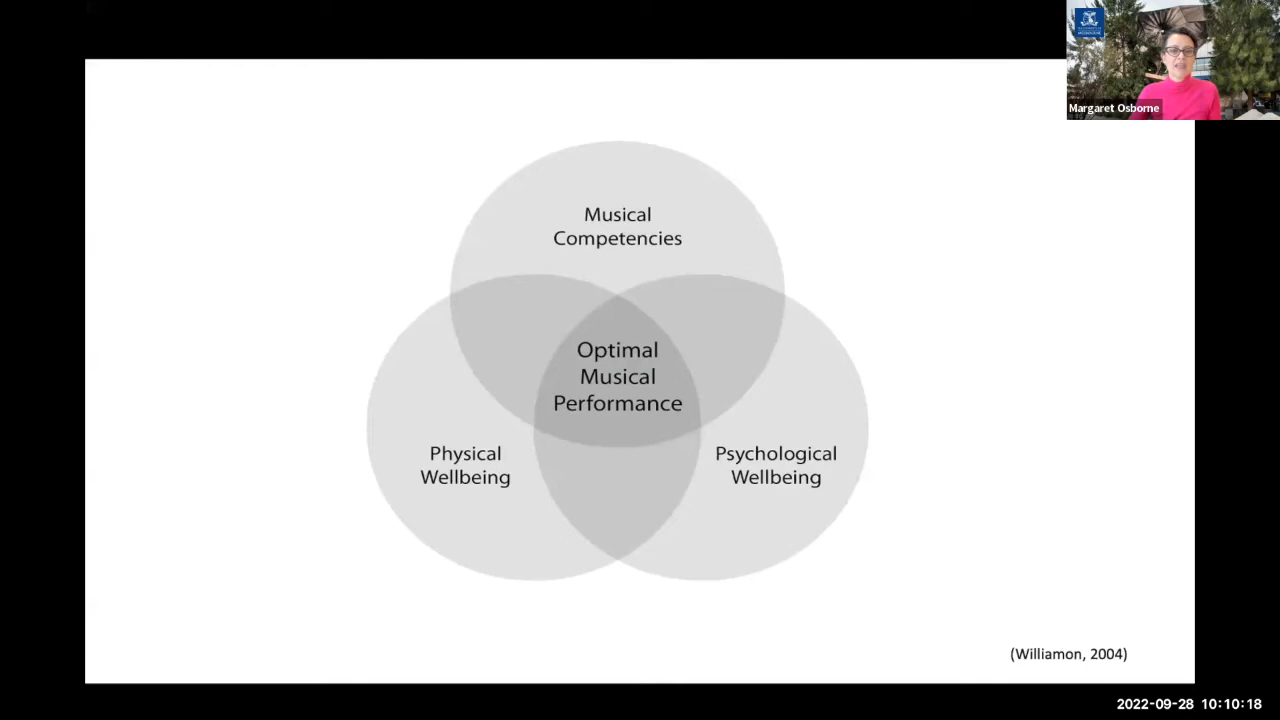 Margaret Osborne
Musical
Competencies
Optimal
Musical
Performance
Physical
Wellbeing
Psychological
Wellbeing
(Williamon, 2004)
2022-09-28 10:10:18